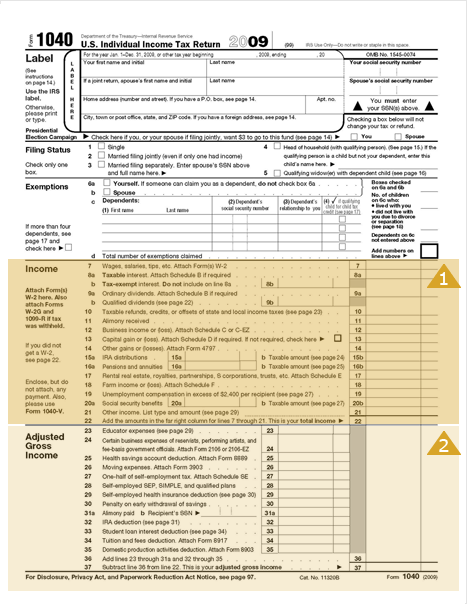 Form 1040
Department of the Treasury—Internal Revenue Service
U.S. Individual Income Tax Return 2009 (99) IRS Use Only—Do not write or staple in this space.
For the year Jan. 1–Dec. 31, 2009, or other tax year beginning , 2009, ending , 20 OMB No. 1545-0074
Label
(See instructions on page 14.)
Use the IRS label.
Otherwise, please print or type.
LABEL HERE
Your first name and initial Last name Your social security number
If a joint return, spouse's first name and initial Last name Spouse's social security number
Home address (number and street). If you have a P.O. box, see page 14. Apt. no.
You must enter your SSN(s) above.
City, town or post office, state, and ZIP code. If you have a foreign address, see page 14.
Checking a box below will not change your tax or refund.
Presidential
Election Campaign ▶ Check here if you, or your spouse if filing jointly, want $3 to go to this fund (see page 14) ▶ You Spouse
Filing Status
Check only one box.
1 Single
2 Married filing jointly (even if only one had income)
3 Married filing separately. Enter spouse's SSN above and full name here. ▶
4 Head of household (with qualifying person). (See page 15.) If the qualifying person is a child but not your dependent, enter this child's name here. ▶
5 Qualifying widow(er) with dependent child (see page 16)
Exemptions
6a Yourself. If someone can claim you as a dependent, do not check box 6a
b Spouse
c Dependents:
(1) First name Last name
(2) Dependent's social security number
(3) Dependent's relationship to you
(4) ✓ if qualifying child for child tax credit (see page 17)
If more than four dependents, see page 17 and check here ▶
Boxes checked on 6a and 6b
No. of children on 6c who:
• lived with you
• did not live with you due to divorce or separation (see page 18)
Dependents on 6c not entered above
Add numbers on lines above ▶
d Total number of exemptions claimed
Income
Attach Form(s) W-2 here. Also attach Forms W-2G and 1099-R if tax was withheld.
If you did not get a W-2, see page 22.
Enclose, but do not attach, any payment. Also, please use Form 1040-V.
1
7 Wages, salaries, tips, etc. Attach Form(s) W-2 7
8a Taxable interest. Attach Schedule B if required 8a
b Tax-exempt interest. Do not include on line 8a 8b
9a Ordinary dividends. Attach Schedule B if required 9a
b Qualified dividends (see page 22) 9b
10 Taxable refunds, credits, or offsets of state and local income taxes (see page 23) 10
11 Alimony received 11
12 Business income or (loss). Attach Schedule C or C-EZ 12
13 Capital gain or (loss). Attach Schedule D if required. If not required, check here ▶ 13
14 Other gains or (losses). Attach Form 4797 14
15a IRA distributions 15a b Taxable amount (see page 24) 15b
16a Pensions and annuities 16a b Taxable amount (see page 25) 16b
17 Rental real estate, royalties, partnerships, S corporations, trusts, etc. Attach Schedule E 17
18 Farm income or (loss). Attach Schedule F 18
19 Unemployment compensation in excess of $2,400 per recipient (see page 27) 19
20a Social security benefits 20a b Taxable amount (see page 27) 20b
21 Other income. List type and amount (see page 29) 21
22 Add the amounts in the far right column for lines 7 through 21. This is your total income ▶ 22
Adjusted Gross Income
2
23 Educator expenses (see page 29) 23
24 Certain business expenses of reservists, performing artists, and fee-basis government officials. Attach Form 2106 or 2106-EZ 24
25 Health savings account deduction. Attach Form 8889 25
26 Moving expenses. Attach Form 3903 26
27 One-half of self-employment tax. Attach Schedule SE 27
28 Self-employed SEP, SIMPLE, and qualified plans 28
29 Self-employed health insurance deduction (see page 30) 29
30 Penalty on early withdrawal of savings 30
31a Alimony paid b Recipient's SSN ▶ 31a
32 IRA deduction (see page 31) 32
33 Student loan interest deduction (see page 34) 33
34 Tuition and fees deduction. Attach Form 8917 34
35 Domestic production activities deduction. Attach Form 8903 35
36 Add lines 23 through 31a and 32 through 35 36
37 Subtract line 36 from line 22. This is your adjusted gross income ▶ 37
For Disclosure, Privacy Act, and Paperwork Reduction Act Notice, see page 97. Cat. No. 11320B Form 1040 (2009)